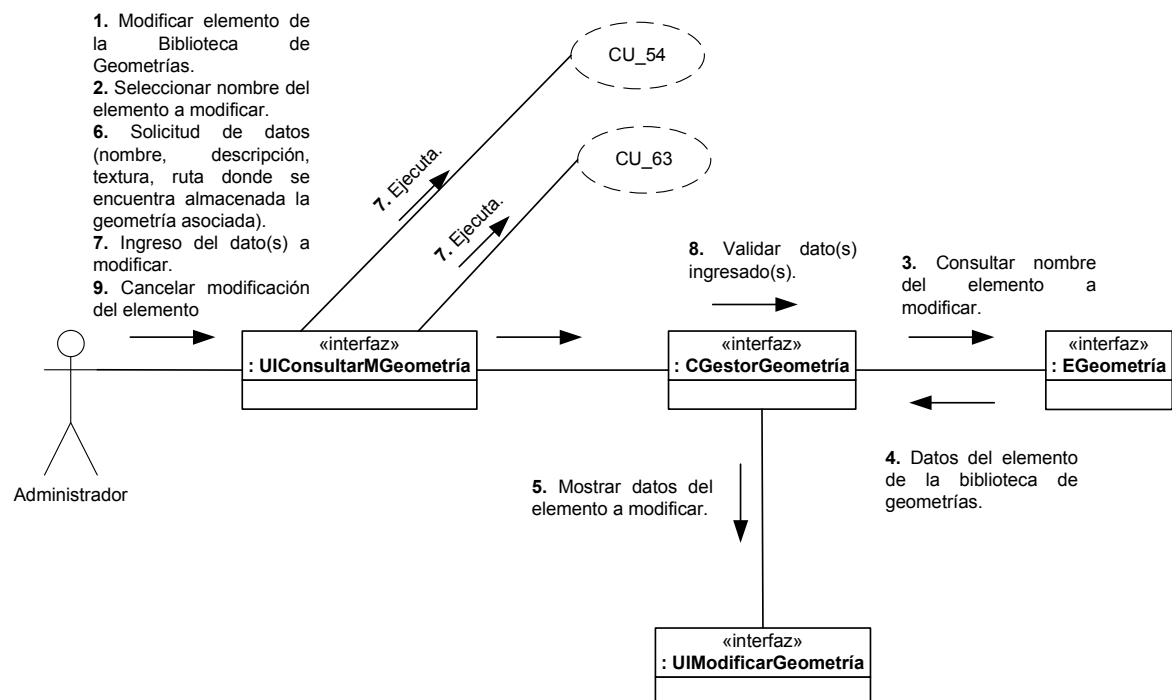 1. Modificar elemento de
la Biblioteca de
Geometrías.
2. Seleccionar nombre del
elemento a modificar.
6. Solicitud de datos
(nombre, descripción,
textura, ruta donde se
encuentra almacenada la
geometría asociada).
7. Ingreso del dato(s) a
modificar.
9. Cancelar modificación
del elemento
CU_54
CU_63
7. Ejecuta.
7. Ejecuta.
8. Validar dato(s)
ingresado(s).
3. Consultar nombre
del elemento a
modificar.
«interfaz»
: UIConsultarMGeometría
«interfaz»
: CGestorGeometría
«interfaz»
: EGeometría
Administrador
5. Mostrar datos del
elemento a modificar.
4. Datos del elemento
de la biblioteca de
geometrías.
«interfaz»
: UIModificarGeometría